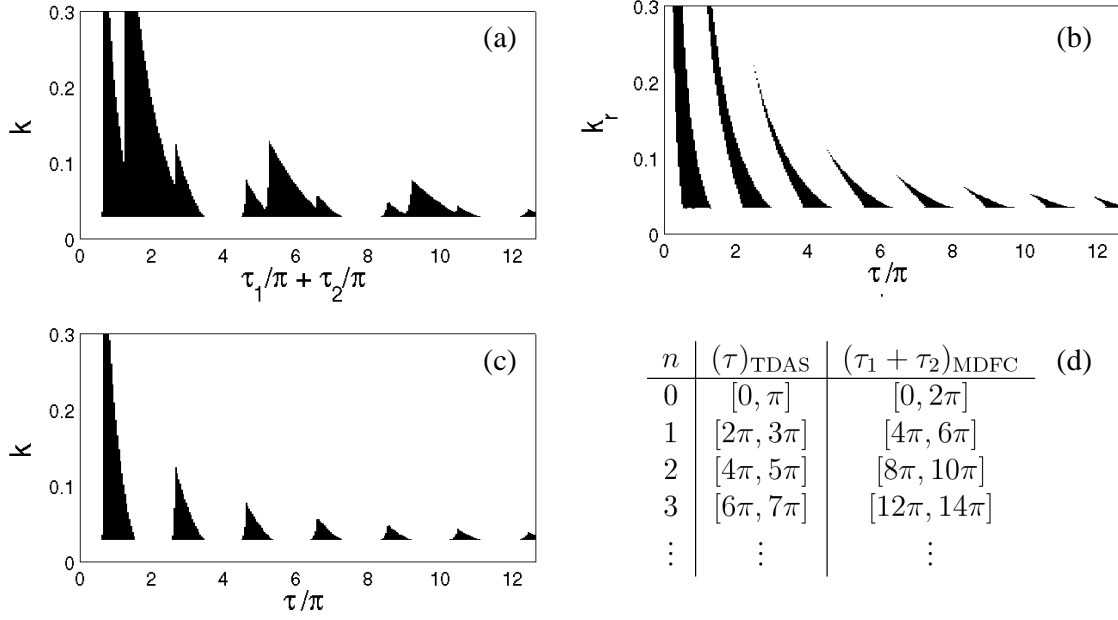 0.3
0.2
0.1
0
k
(a)
0 2 4 6 8 10 12
τ₁/π + τ₂/π
0.3
0.2
0.1
0
kᵣ
(b)
0 2 4 6 8 10 12
τ/π
0.3
0.2
0.1
0
k
(c)
0 2 4 6 8 10 12
τ/π
n (τ)TDAS (τ₁ + τ₂)MDFC (d)
0 [0, π] [0, 2π]
1 [2π, 3π] [4π, 6π]
2 [4π, 5π] [8π, 10π]
3 [6π, 7π] [12π, 14π]
⋮ ⋮ ⋮